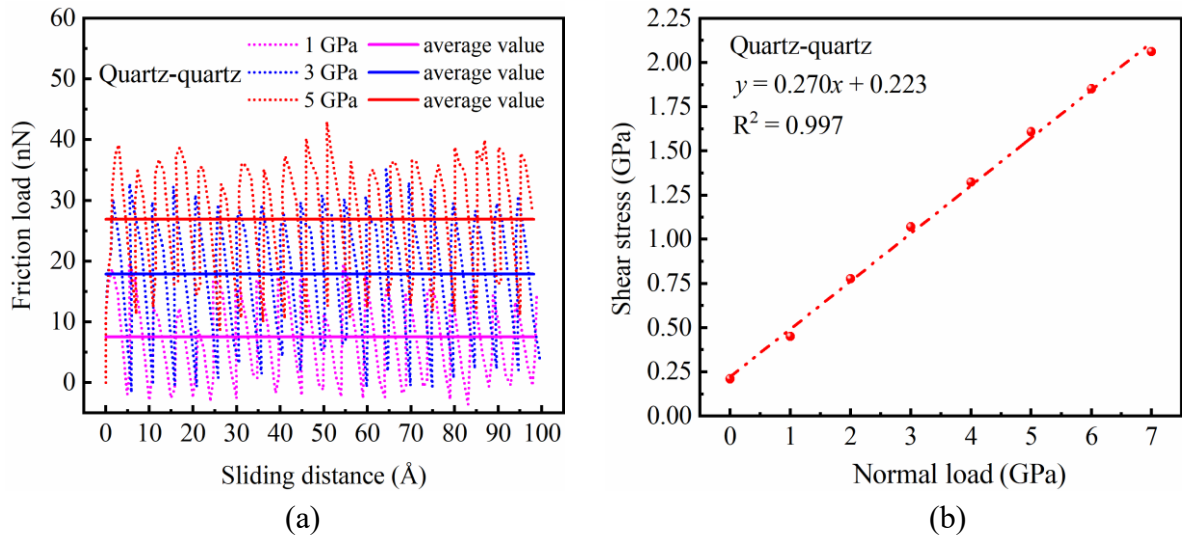 (a)
60
50
40
30
20
10
0
Friction load (nN)
1 GPa average value
Quartz-quartz 3 GPa average value
5 GPa average value
0 10 20 30 40 50 60 70 80 90 100
Sliding distance (Å)
(a)
(b)
2.25
2.00
1.75
1.50
1.25
1.00
0.75
0.50
0.25
0.00
Shear stress (GPa)
Quartz-quartz
y = 0.270x + 0.223
R² = 0.997
0 1 2 3 4 5 6 7
Normal load (GPa)
(b)